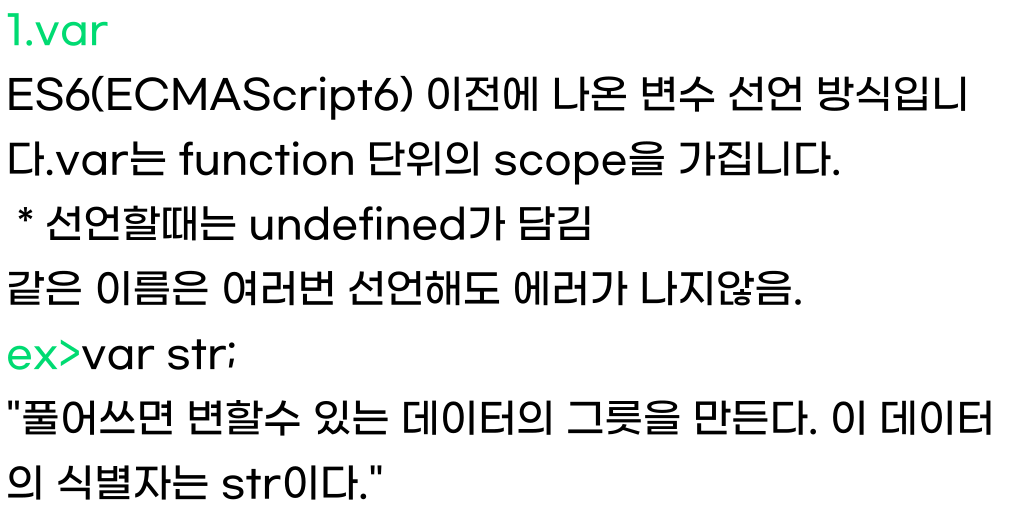 1.var
ES6(ECMAScript6) 이전에 나온 변수 선언 방식입니
다.var는 function 단위의 scope을 가집니다.
* 선언할때는 undefined가 담김
같은 이름은 여러번 선언해도 에러가 나지않음.
ex>var str;
"풀어쓰면 변할수 있는 데이터의 그릇을 만든다. 이 데이터
의 식별자는 str이다."